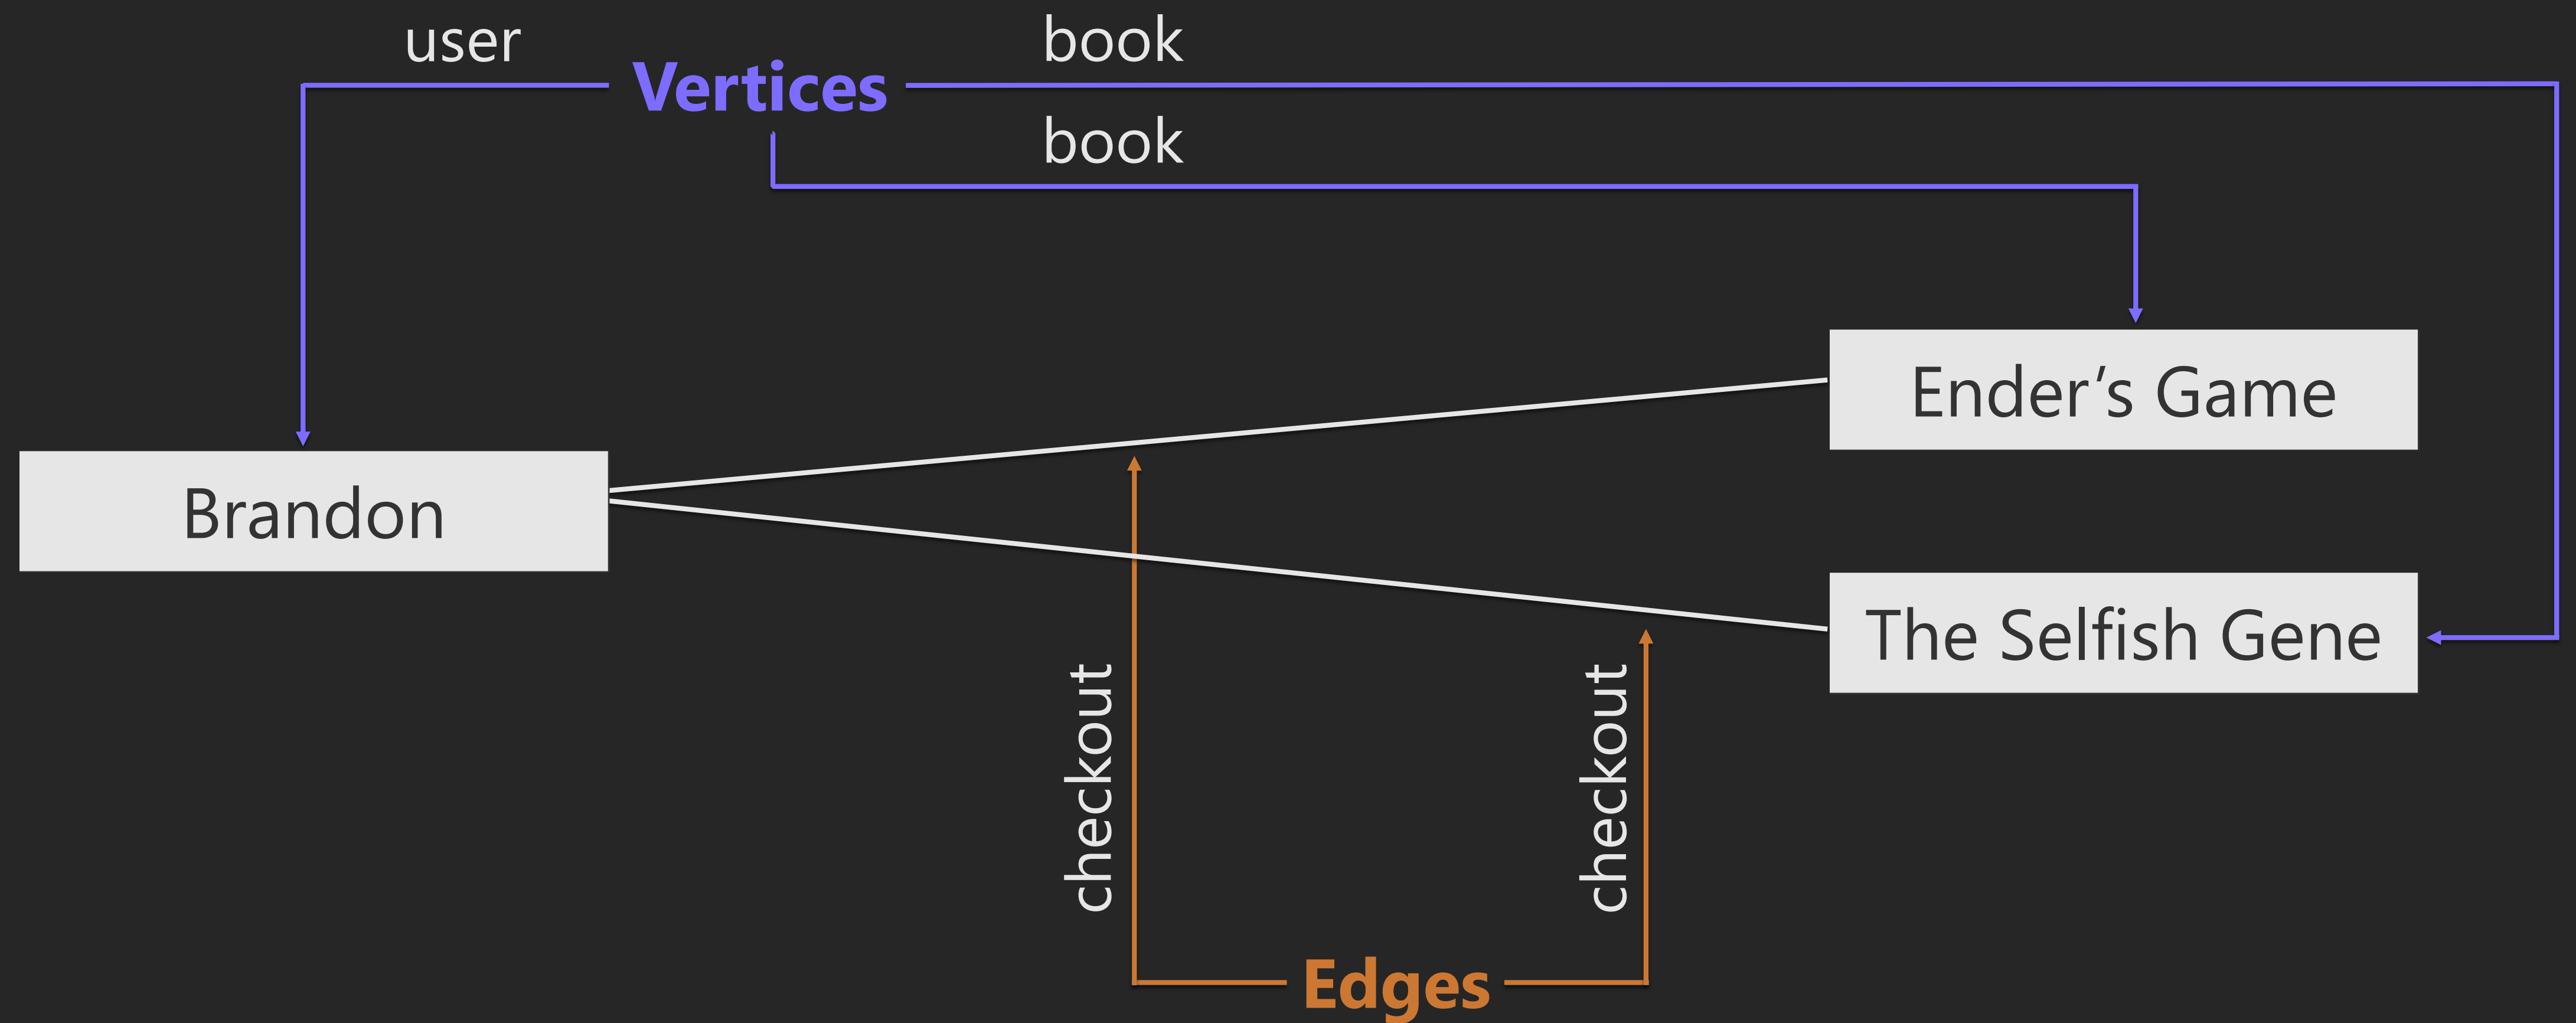 user
book
Vertices
book
Ender‘s Game
Brandon
The Selfish Gene
checkout
checkout
Edges